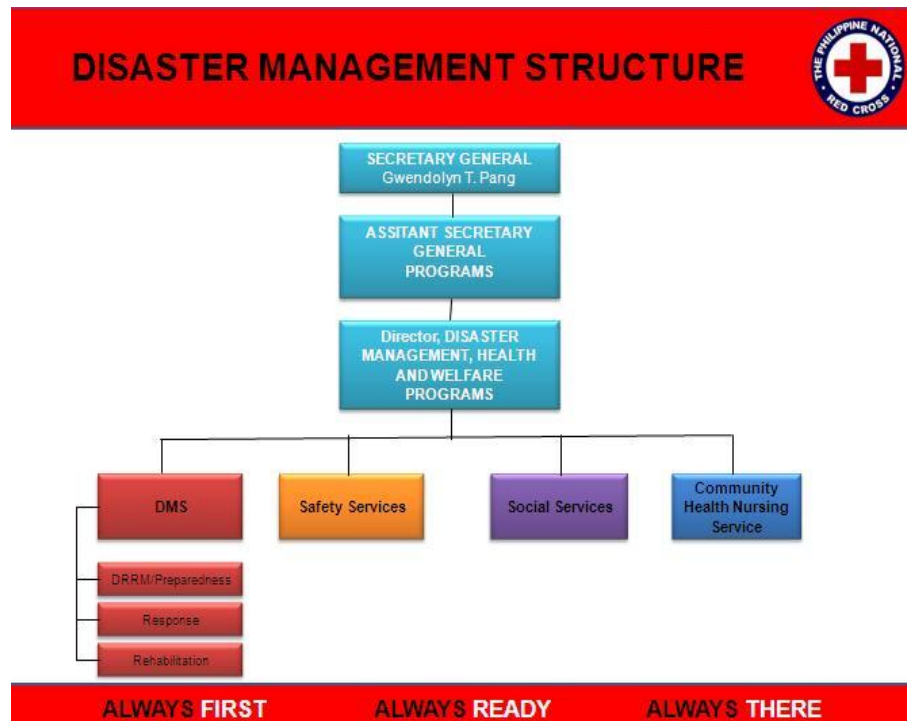 DISASTER MANAGEMENT STRUCTURE
THE PHILIPPINE NATIONAL
RED CROSS
SECRETARY GENERAL
Gwendolyn T. Pang
ASSITANT SECRETARY
GENERAL
PROGRAMS
Director, DISASTER
MANAGEMENT, HEALTH
AND WELFARE
PROGRAMS
DMS
Safety Services
Social Services
Community
Health Nursing
Service
DRRM/Preparedness
Response
Rehabilitation
ALWAYS FIRST
ALWAYS READY
ALWAYS THERE